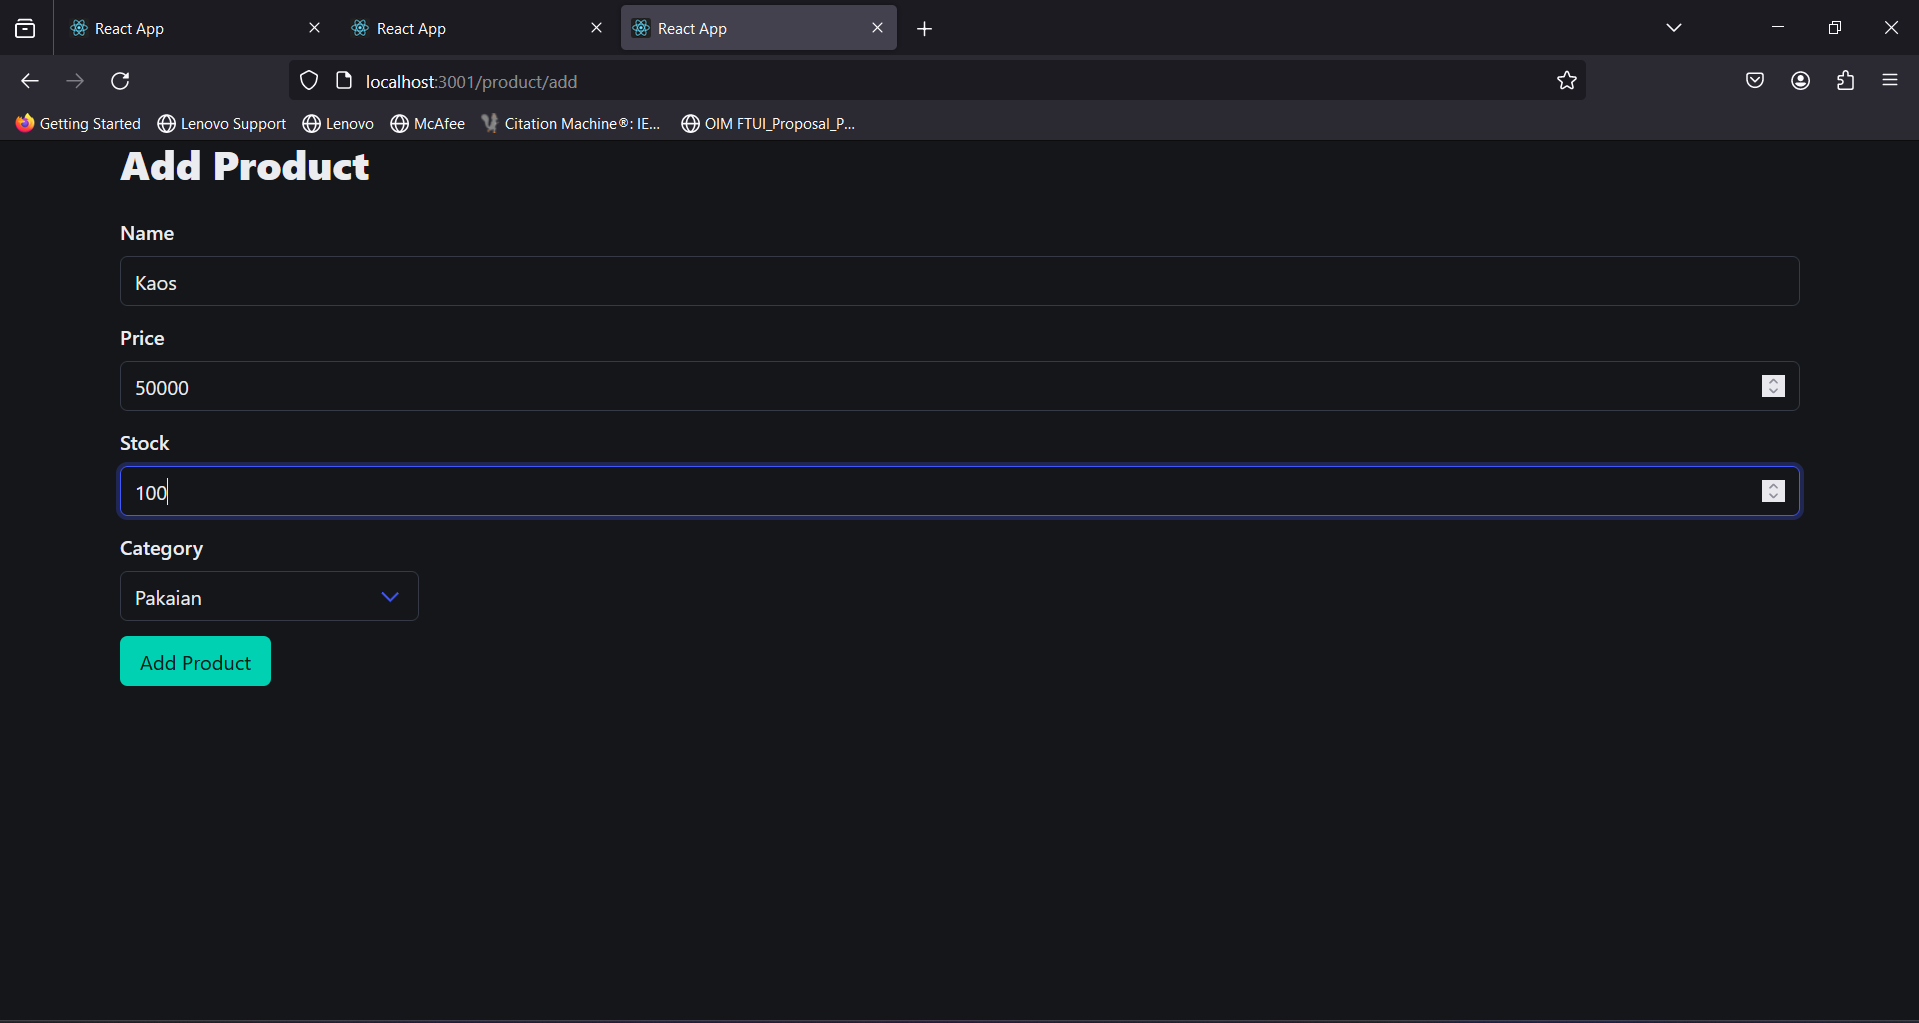 React App
React App
React App
localhost:3001/product/add
Getting Started
Lenovo Support
Lenovo
McAfee
Citation Machine®: IE...
OIM FTUI_Proposal_P...
Add Product
Name
Kaos
Price
50000
Stock
100
Category
Pakaian
Add Product